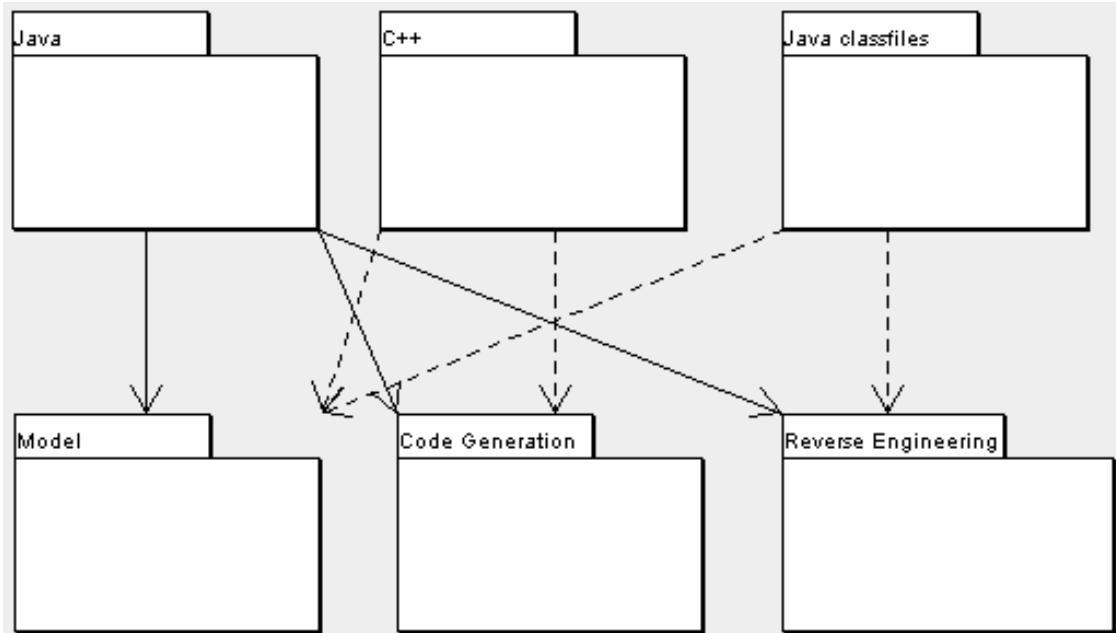 Java
C++
Java classfiles
Model
Code Generation
Reverse Engineering